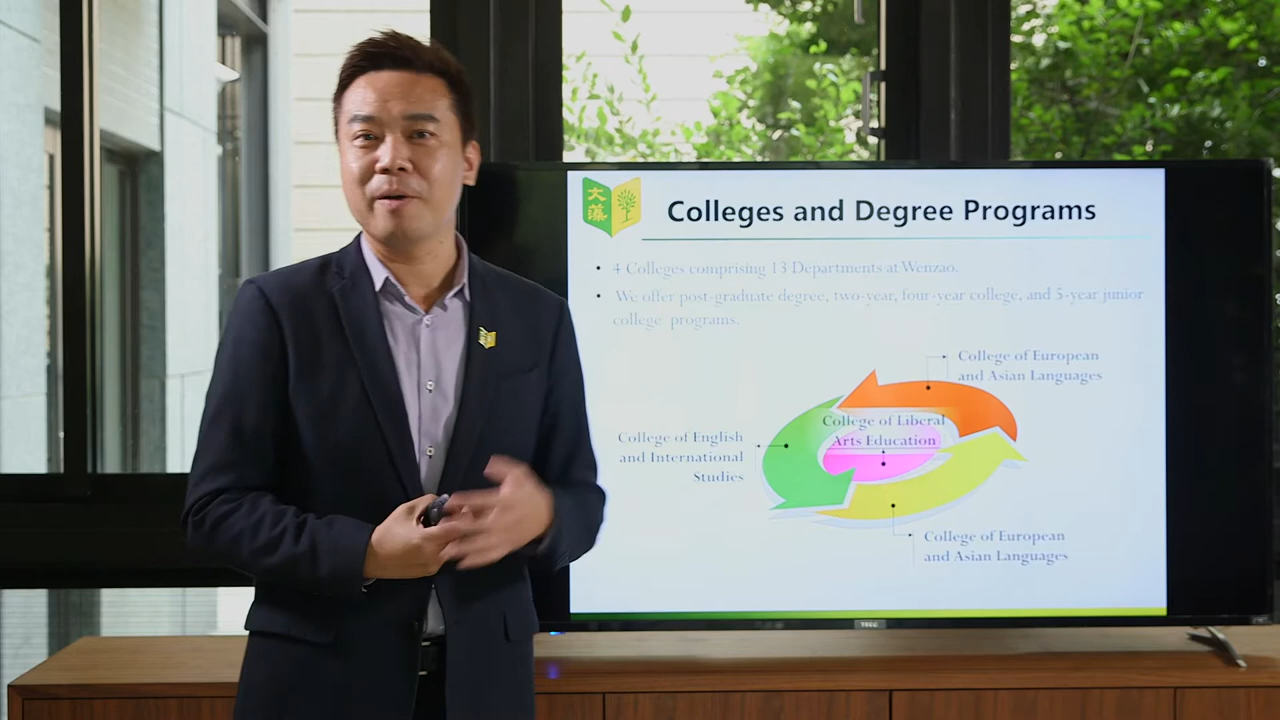 文藻
Colleges and Degree Programs
• 4 Colleges comprising 13 Departments at Wenzao.
• We offer post-graduate degree, two-year, four-year college, and 5-year junior
college programs.
College of European
and Asian Languages
College of Liberal
Arts Education
College of English
and International
Studies
College of European
and Asian Languages
TECO